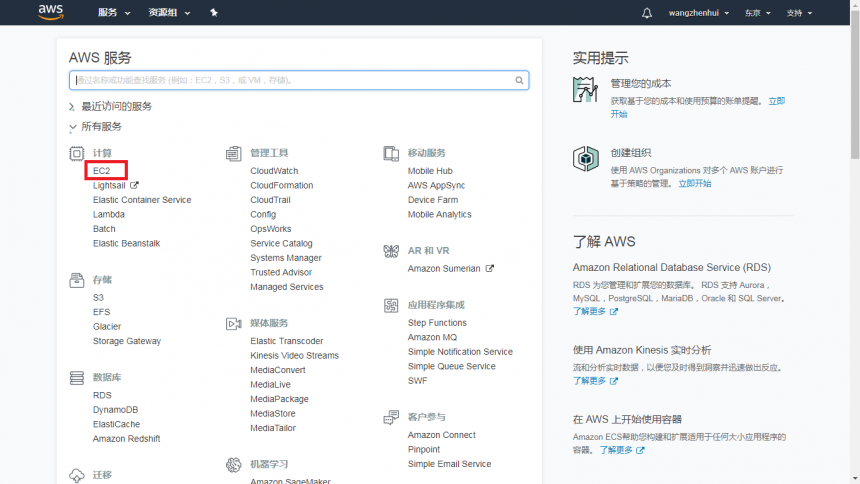 aws
服务
资源组
wangzhenhui
东京
支持
AWS 服务
通过名称或功能查找服务 (例如：EC2，S3，或 VM，存储)。
最近访问的服务
所有服务
计算
EC2
Lightsail
Elastic Container Service
Lambda
Batch
Elastic Beanstalk
存储
S3
EFS
Glacier
Storage Gateway
数据库
RDS
DynamoDB
ElastiCache
Amazon Redshift
迁移
管理工具
CloudWatch
CloudFormation
CloudTrail
Config
OpsWorks
Service Catalog
Systems Manager
Trusted Advisor
Managed Services
媒体服务
Elastic Transcoder
Kinesis Video Streams
MediaConvert
MediaLive
MediaPackage
MediaStore
MediaTailor
机器学习
Amazon SageMaker
移动服务
Mobile Hub
AWS AppSync
Device Farm
Mobile Analytics
AR 和 VR
Amazon Sumerian
应用程序集成
Step Functions
Amazon MQ
Simple Notification Service
Simple Queue Service
SWF
客户参与
Amazon Connect
Pinpoint
Simple Email Service
实用提示
管理您的成本
获取基于您的成本和使用预算的账单提醒。 立即
开始
创建组织
使用 AWS Organizations 对多个 AWS 账户进行
基于策略的管理。 立即开始
了解 AWS
Amazon Relational Database Service (RDS)
RDS 为您管理和扩展您的数据库。 RDS 支持 Aurora，
MySQL，PostgreSQL，MariaDB，Oracle 和 SQL Server。
了解更多
使用 Amazon Kinesis 实时分析
流和分析实时数据，以便您及时得到洞察并迅速做出反应。
了解更多
在 AWS 上开始使用容器
Amazon ECS帮助您构建和扩展适用于任何大小应用程序的
容器。 了解更多